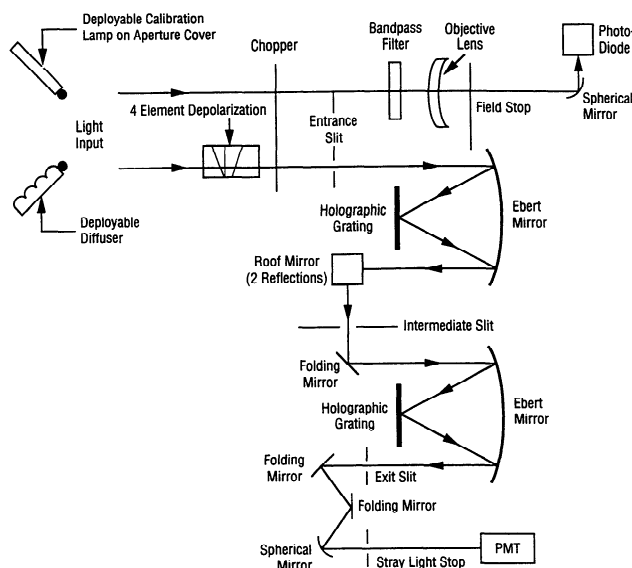 Deployable Calibration
Lamp on Aperture Cover
Chopper
Bandpass
Filter
Objective
Lens
Photo-
Diode
4 Element Depolarization
Light
Input
Entrance
Slit
Field Stop
Spherical
Mirror
Deployable
Diffuser
Holographic
Grating
Ebert
Mirror
Roof Mirror
(2 Reflections)
Intermediate Slit
Folding
Mirror
Holographic
Grating
Ebert
Mirror
Folding
Mirror
Exit Slit
Folding Mirror
Spherical
Mirror
Stray Light Stop
PMT